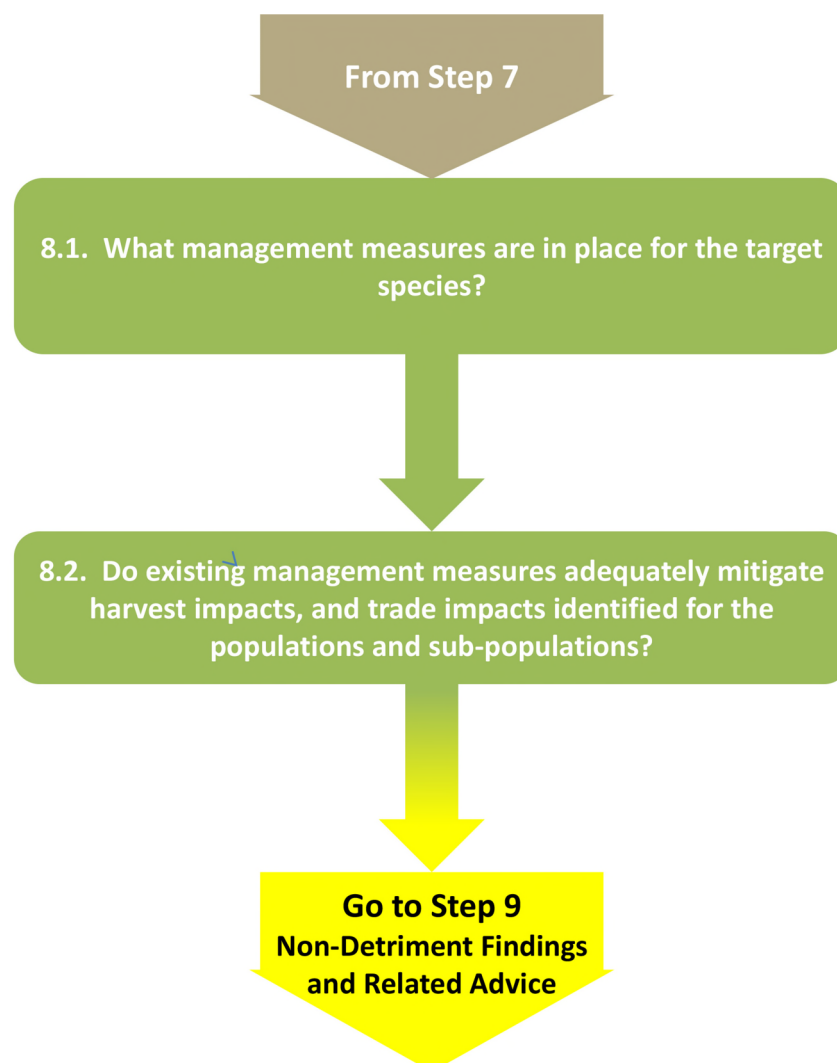 From Step 7
8.1. What management measures are in place for the target
species?
8.2. Do existing management measures adequately mitigate
harvest impacts, and trade impacts identified for the
populations and sub-populations?
Go to Step 9
Non-Detriment Findings
and Related Advice